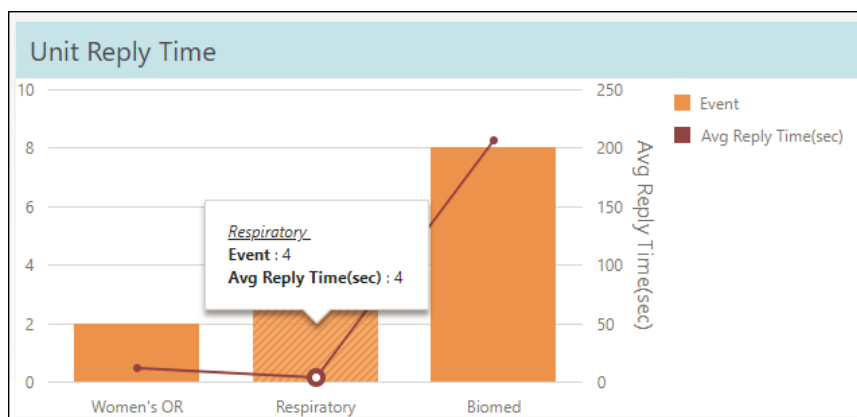 Unit Reply Time
10
8
6
4
2
0
250
200
150
100
50
0
Avg Reply Time(sec)
Event
Avg Reply Time(sec)
Respiratory
Event : 4
Avg Reply Time(sec) : 4
Women's OR
Respiratory
Biomed